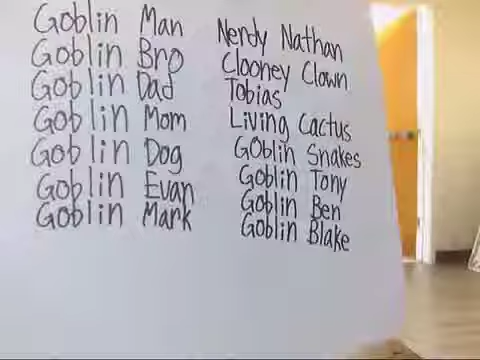 Goblin Man
Goblin Bro
Goblin Dad
Goblin Mom
Goblin Dog
Goblin Evan
Goblin Mark
Nerdy Nathan
Clooney Clown
Tobias
Living Cactus
Goblin Snakes
Goblin Tony
Goblin Ben
Goblin Blake